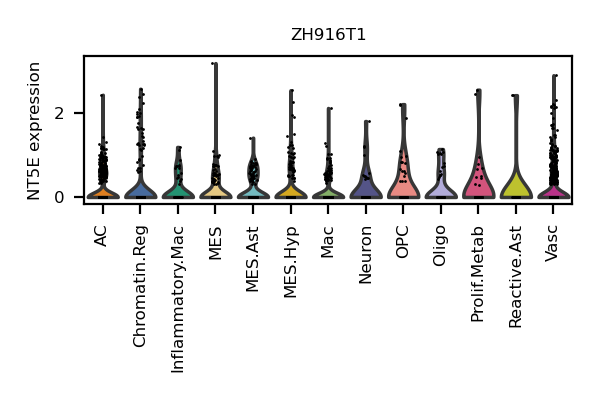 ZH916T1
NT5E expression
2
0
AC
Chromatin.Reg
Inflammatory.Mac
MES
MES.Ast
MES.Hyp
Mac
Neuron
OPC
Oligo
Prolif.Metab
Reactive.Ast
Vasc